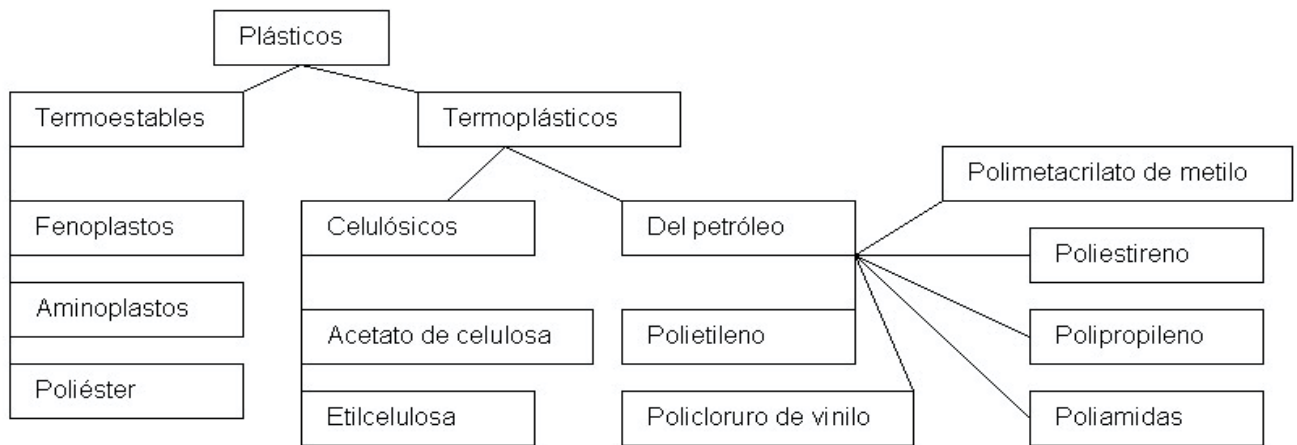 Plásticos
Termoestables
Termoplásticos
Polimetacrilato de metilo
Fenoplastos
Celulósicos
Del petróleo
Poliestireno
Aminoplastos
Acetato de celulosa
Polietileno
Polipropileno
Poliéster
Etilcelulosa
Policloruro de vinilo
Poliamidas